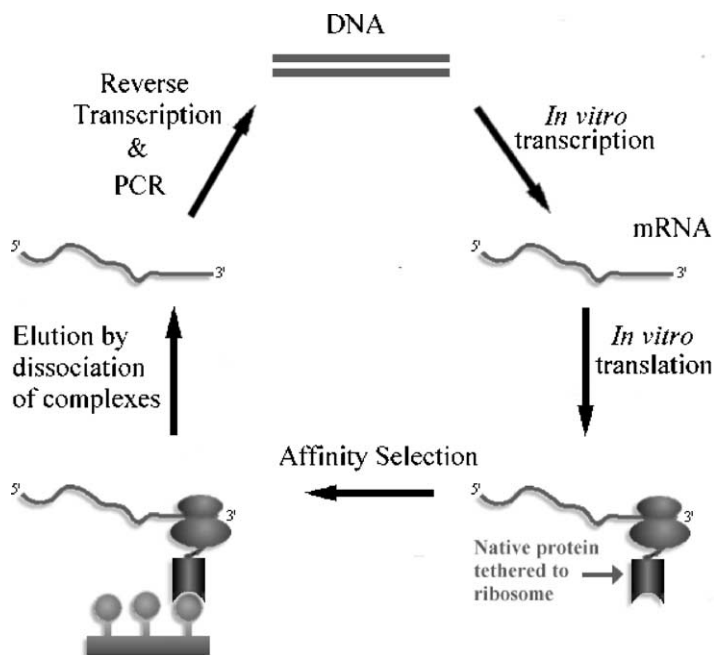 DNA
Reverse
Transcription
&
PCR
In vitro
transcription
5'
3'
mRNA
5'
3'
Elution by
dissociation
of complexes
In vitro
translation
Affinity Selection
5'
3'
5'
3'
Native protein
tethered to
ribosome